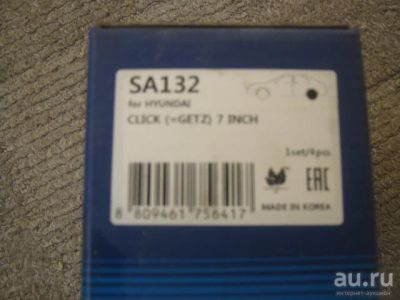 SA132
for HYUNDAI
CLICK (=GETZ) 7 INCH
1set/4pcs
EAC
MADE IN KOREA
8 809461 756417
au.ru
интернет-аукцион